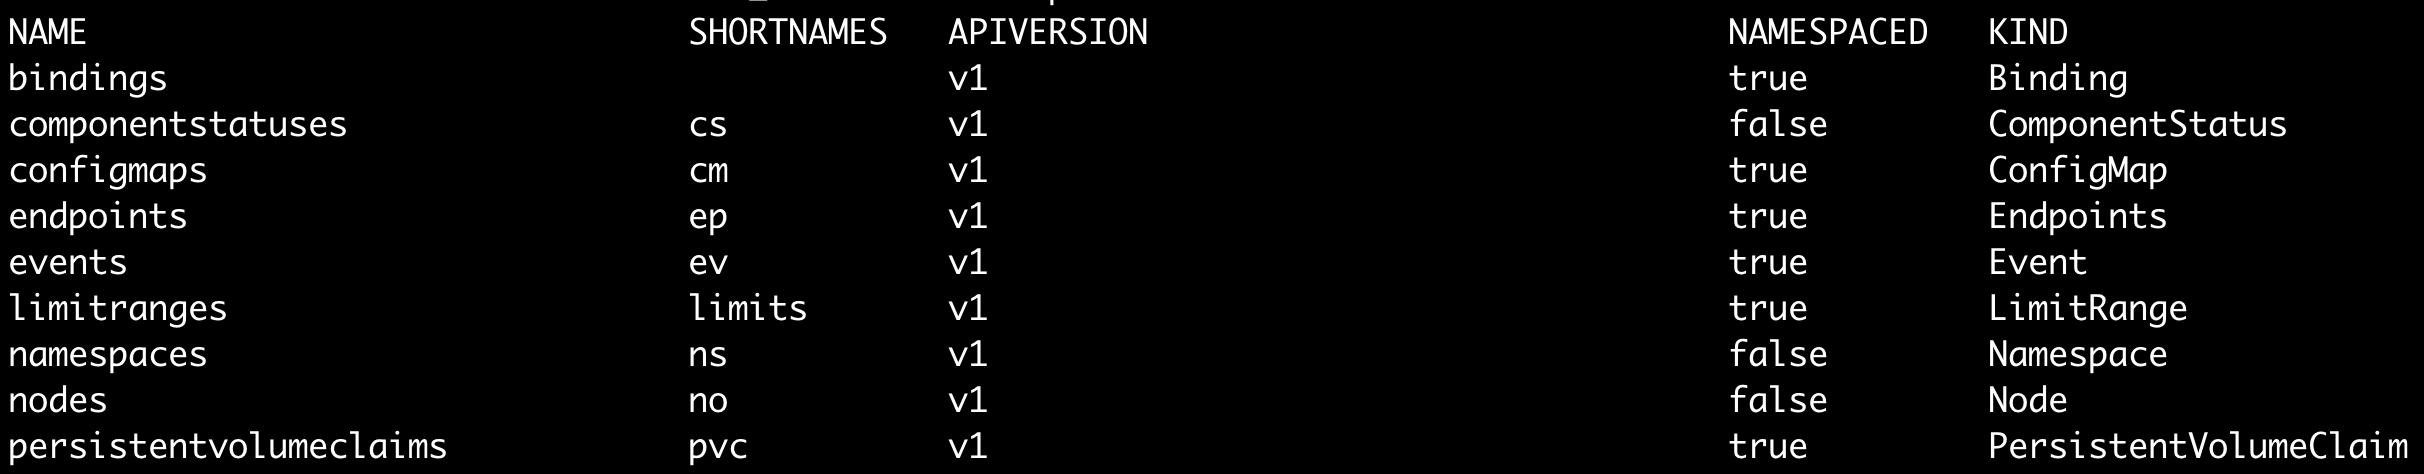 NAME SHORTNAMES APIVERSION NAMESPACED KIND
bindings v1 true Binding
componentstatuses cs v1 false ComponentStatus
configmaps cm v1 true ConfigMap
endpoints ep v1 true Endpoints
events ev v1 true Event
limitranges limits v1 true LimitRange
namespaces ns v1 false Namespace
nodes no v1 false Node
persistentvolumeclaims pvc v1 true PersistentVolumeClaim